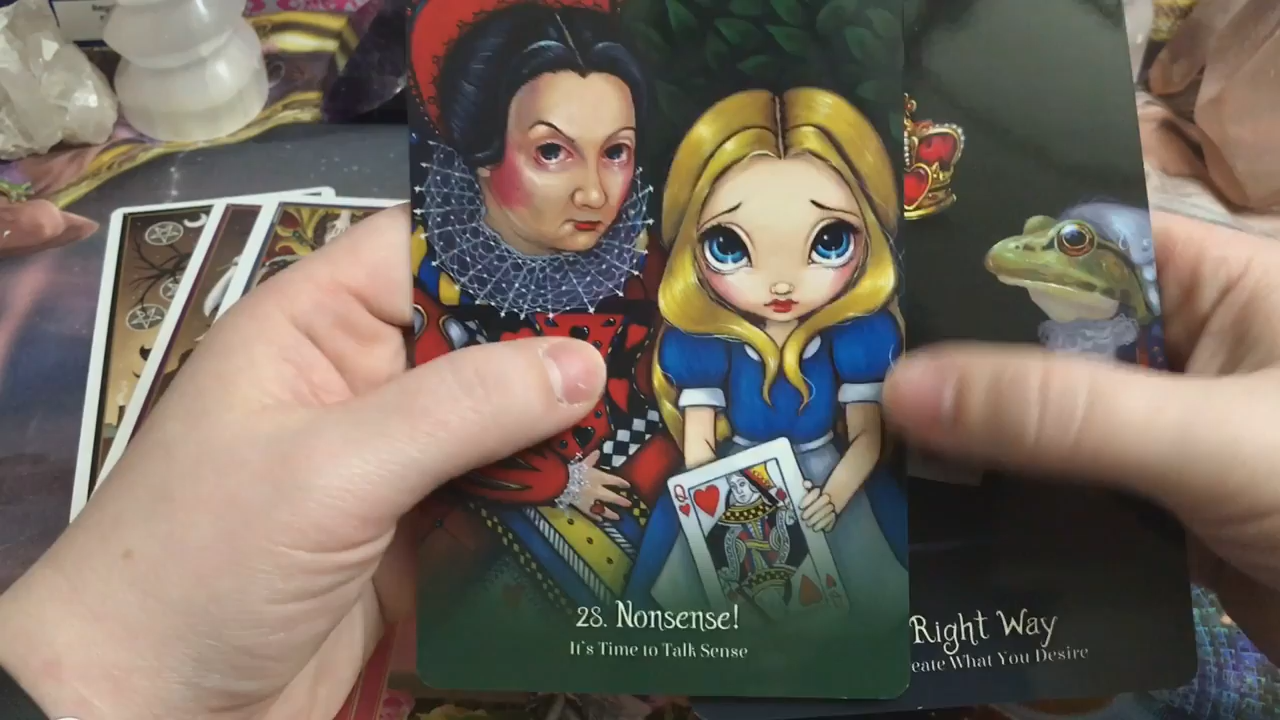 28. Nonsense!
It's Time to Talk Sense
Q
Right Way
eate What You Desire